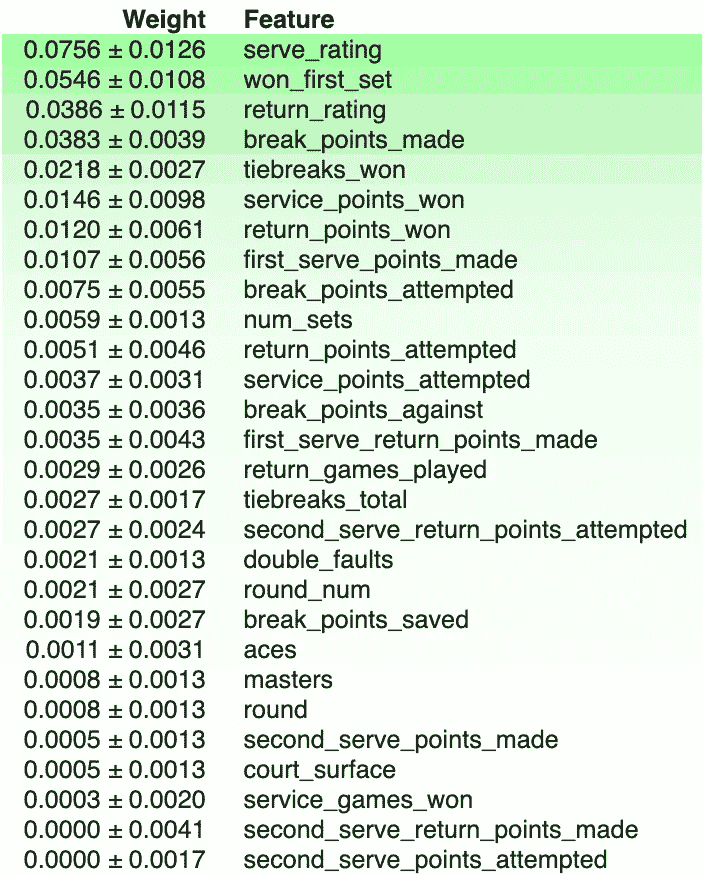 Weight Feature
0.0756 ± 0.0126 serve_rating
0.0546 ± 0.0108 won_first_set
0.0386 ± 0.0115 return_rating
0.0383 ± 0.0039 break_points_made
0.0218 ± 0.0027 tiebreaks_won
0.0146 ± 0.0098 service_points_won
0.0120 ± 0.0061 return_points_won
0.0107 ± 0.0056 first_serve_points_made
0.0075 ± 0.0055 break_points_attempted
0.0059 ± 0.0013 num_sets
0.0051 ± 0.0046 return_points_attempted
0.0037 ± 0.0031 service_points_attempted
0.0035 ± 0.0036 break_points_against
0.0035 ± 0.0043 first_serve_return_points_made
0.0029 ± 0.0026 return_games_played
0.0027 ± 0.0017 tiebreaks_total
0.0027 ± 0.0024 second_serve_return_points_attempted
0.0021 ± 0.0013 double_faults
0.0021 ± 0.0027 round_num
0.0019 ± 0.0027 break_points_saved
0.0011 ± 0.0031 aces
0.0008 ± 0.0013 masters
0.0008 ± 0.0013 round
0.0005 ± 0.0013 second_serve_points_made
0.0005 ± 0.0013 court_surface
0.0003 ± 0.0020 service_games_won
0.0000 ± 0.0041 second_serve_return_points_made
0.0000 ± 0.0017 second_serve_points_attempted